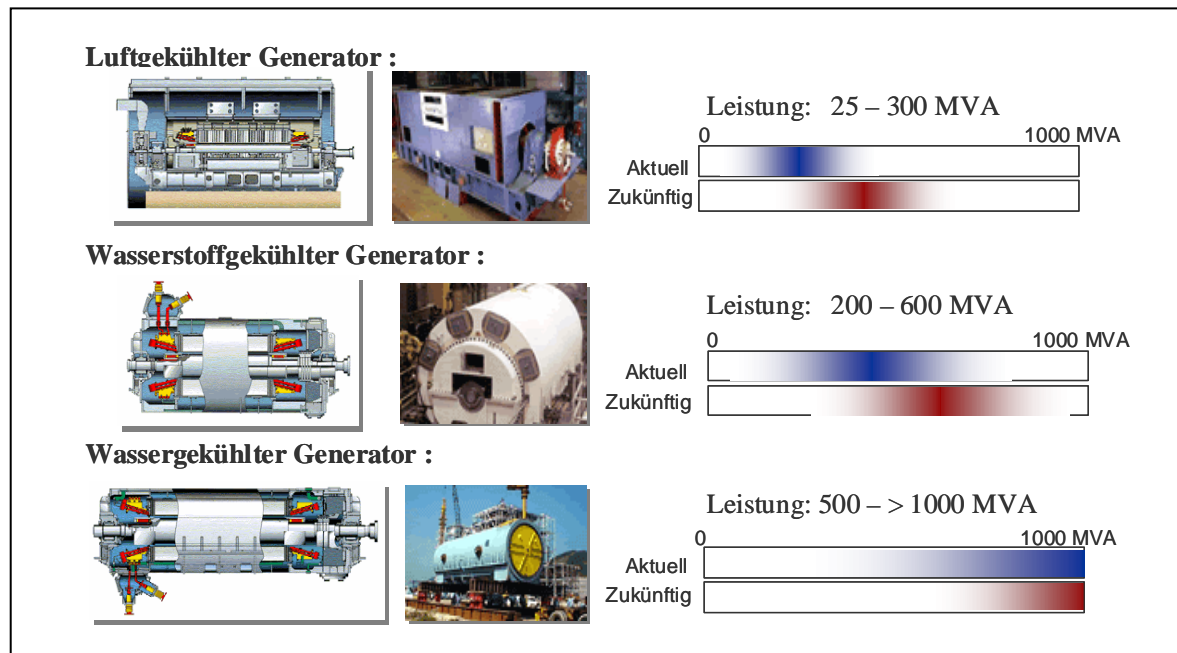 Luftgekühlter Generator :
Leistung: 25 – 300 MVA
0 1000 MVA
Aktuell
Zukünftig
Wasserstoffgekühlter Generator :
Leistung: 200 – 600 MVA
0 1000 MVA
Aktuell
Zukünftig
Wassergekühlter Generator :
Leistung: 500 – > 1000 MVA
0 1000 MVA
Aktuell
Zukünftig